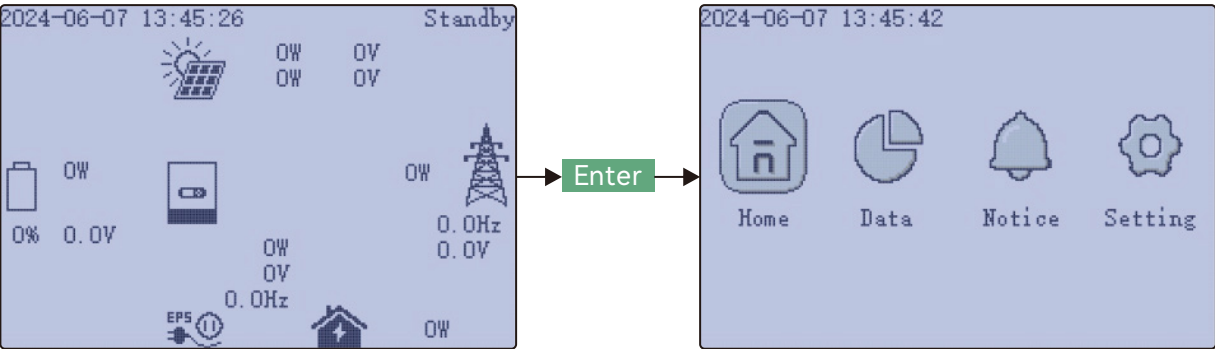 2024-06-07 13:45:26 Standby
0W 0V
0W 0V
0W
0W
0% 0.0V
0.0Hz
0.0V
0W
0V
0.0Hz
EPS
0W
Enter
2024-06-07 13:45:42
Home Data Notice Setting